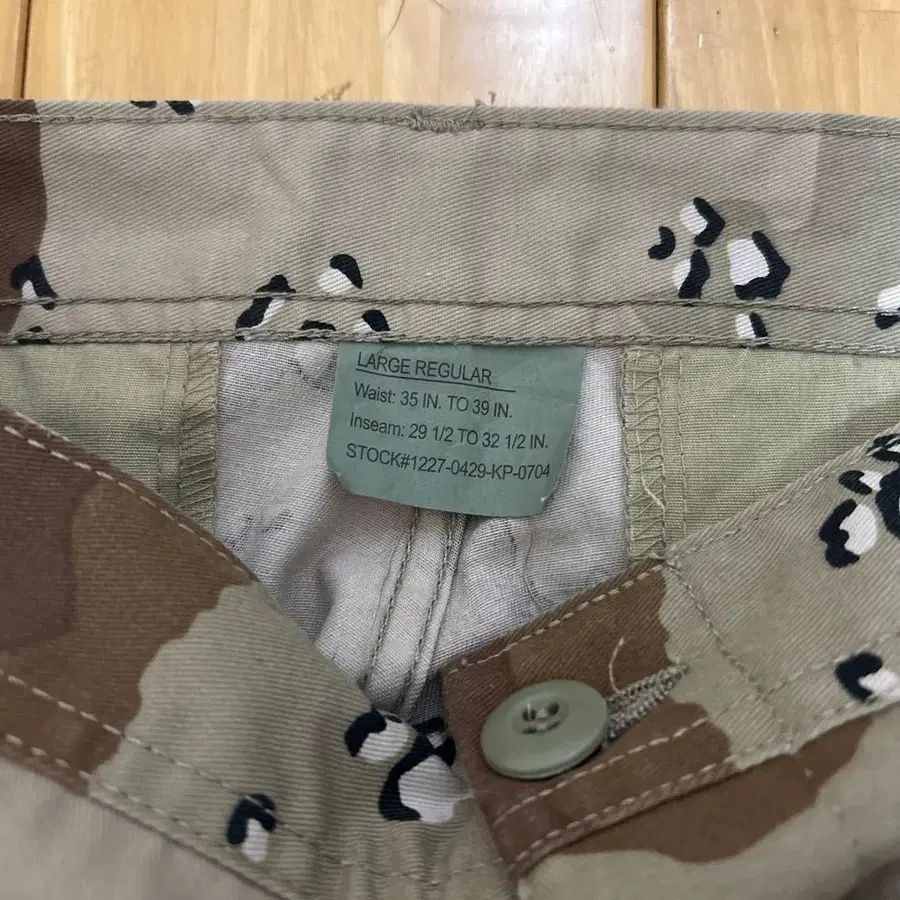 LARGE REGULAR
Waist: 35 IN. TO 39 IN.
Inseam: 29 1/2 TO 32 1/2 IN.
STOCK#1227-0429-KP-0704